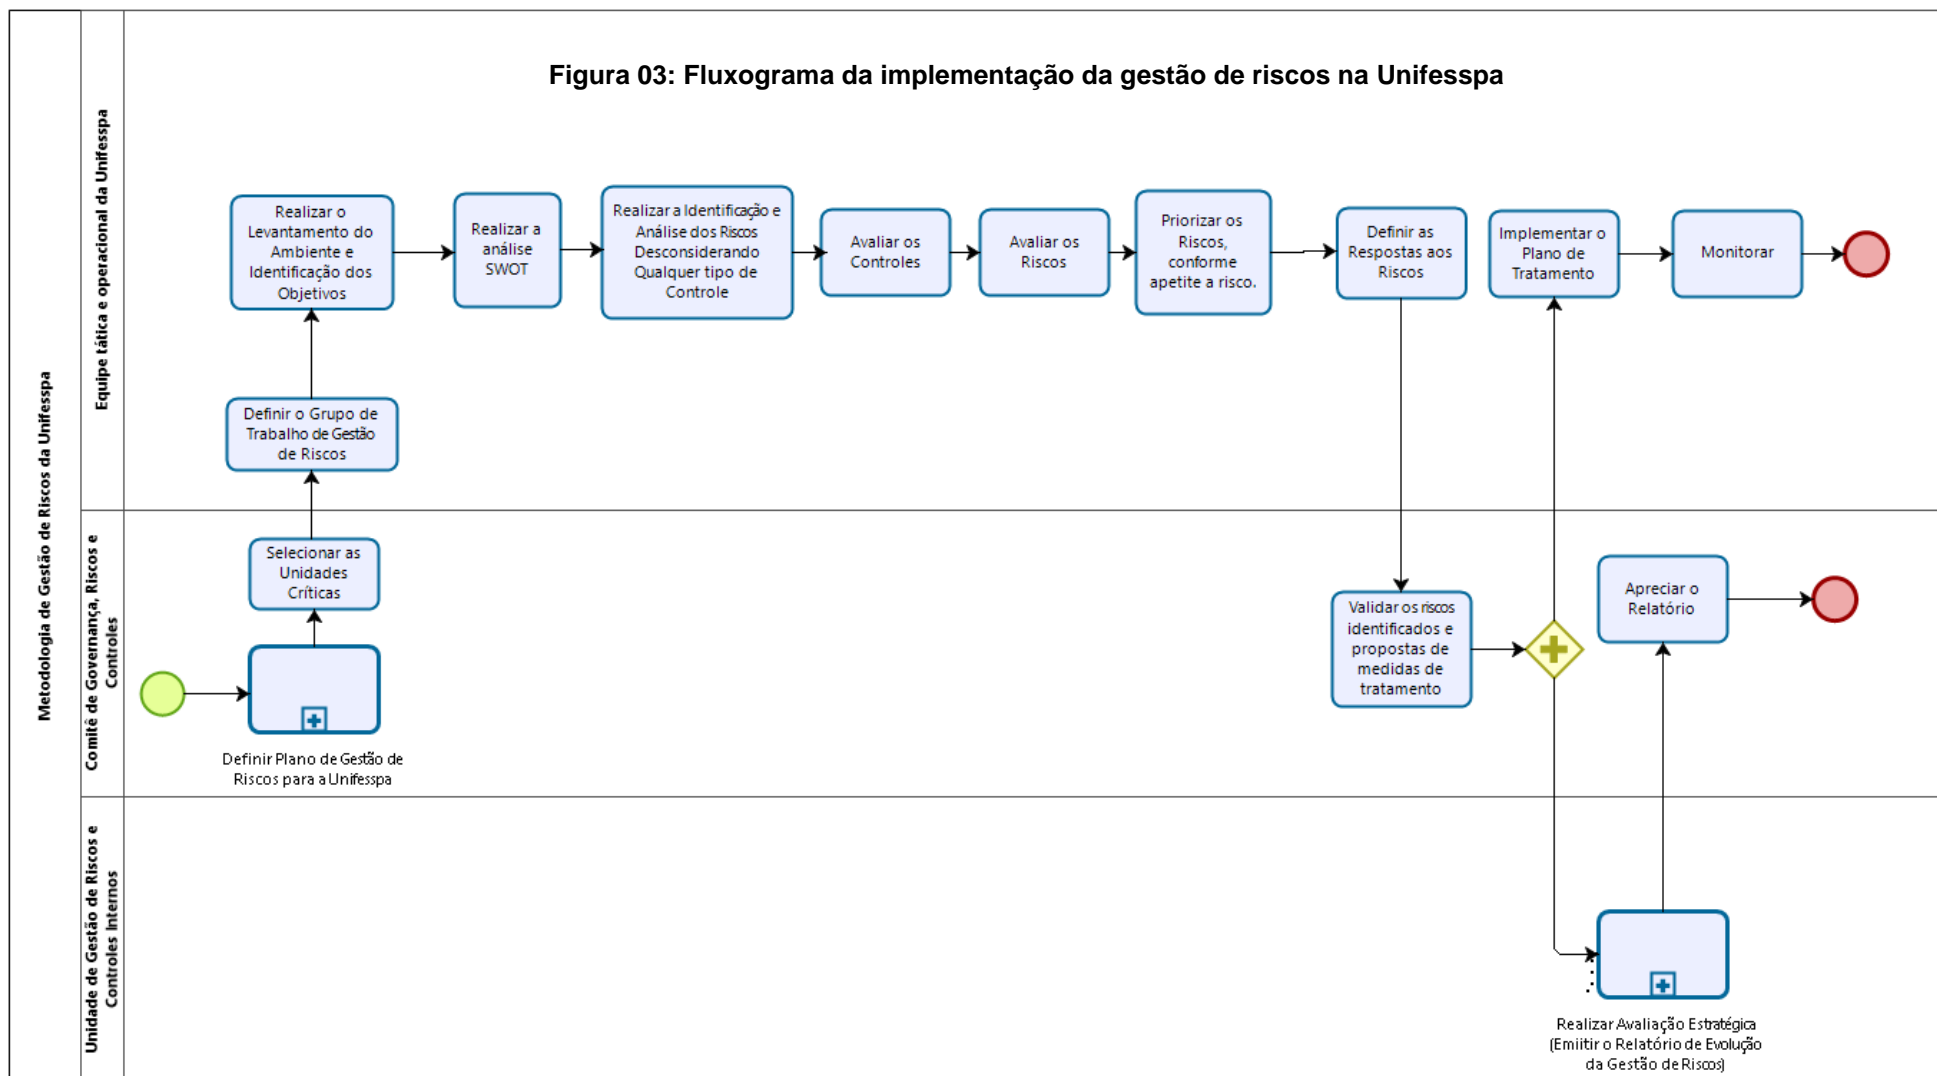 Figura 03: Fluxograma da implementação da gestão de riscos na Unifesspa
Metodologia de Gestão de Riscos da Unifesspa
Equipe tática e operacional da Unifesspa
Realizar o
Levantamento do
Ambiente e
Identificação dos
Objetivos
Realizar a
análise
SWOT
Realizar a Identificação e
Análise dos Riscos
Desconsiderando
Qualquer tipo de
Controle
Avaliar os
Controles
Avaliar os
Riscos
Priorizar os
Riscos,
conforme
apetite a risco.
Definir as
Respostas aos
Riscos
Implementar o
Plano de
Tratamento
Monitorar
Definir o Grupo de
Trabalho de Gestão
de Riscos
Comitê de Governança, Riscos e
Controles
Selecionar as
Unidades
Críticas
Definir Plano de Gestão de
Riscos para a Unifesspa
Validar os riscos
identificados e
propostas de
medidas de
tratamento
Apreciar o
Relatório
Unidade de Gestão de Riscos e
Controles Internos
Realizar Avaliação Estratégica
(Emiitir o Relatório de Evolução
da Gestão de Riscos)